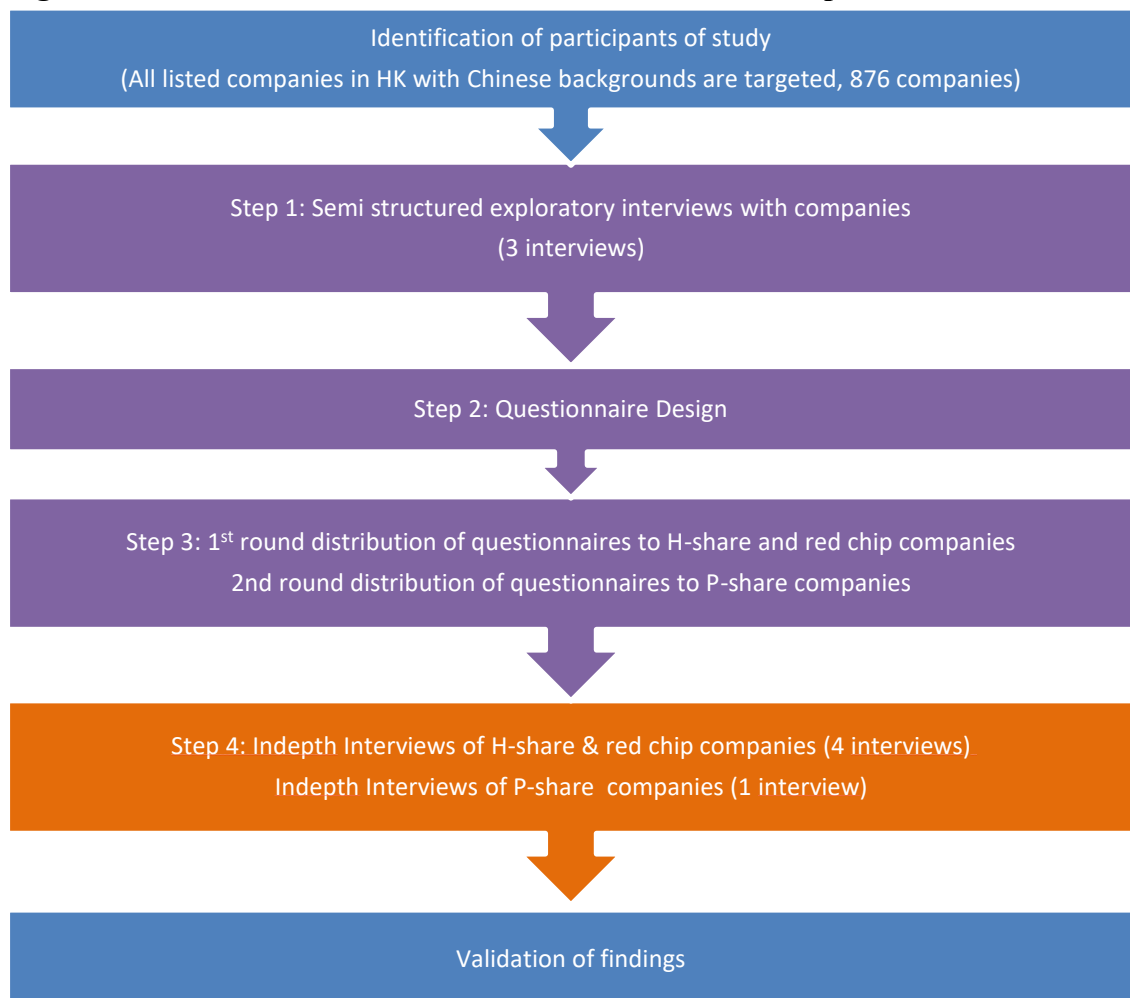 Identification of participants of study
(All listed companies in HK with Chinese backgrounds are targeted, 876 companies)
Step 1: Semi structured exploratory interviews with companies
(3 interviews)
Step 2: Questionnaire Design
Step 3: 1st round distribution of questionnaires to H-share and red chip companies
2nd round distribution of questionnaires to P-share companies
Step 4: Indepth Interviews of H-share & red chip companies (4 interviews)
Indepth Interviews of P-share companies (1 interview)
Validation of findings